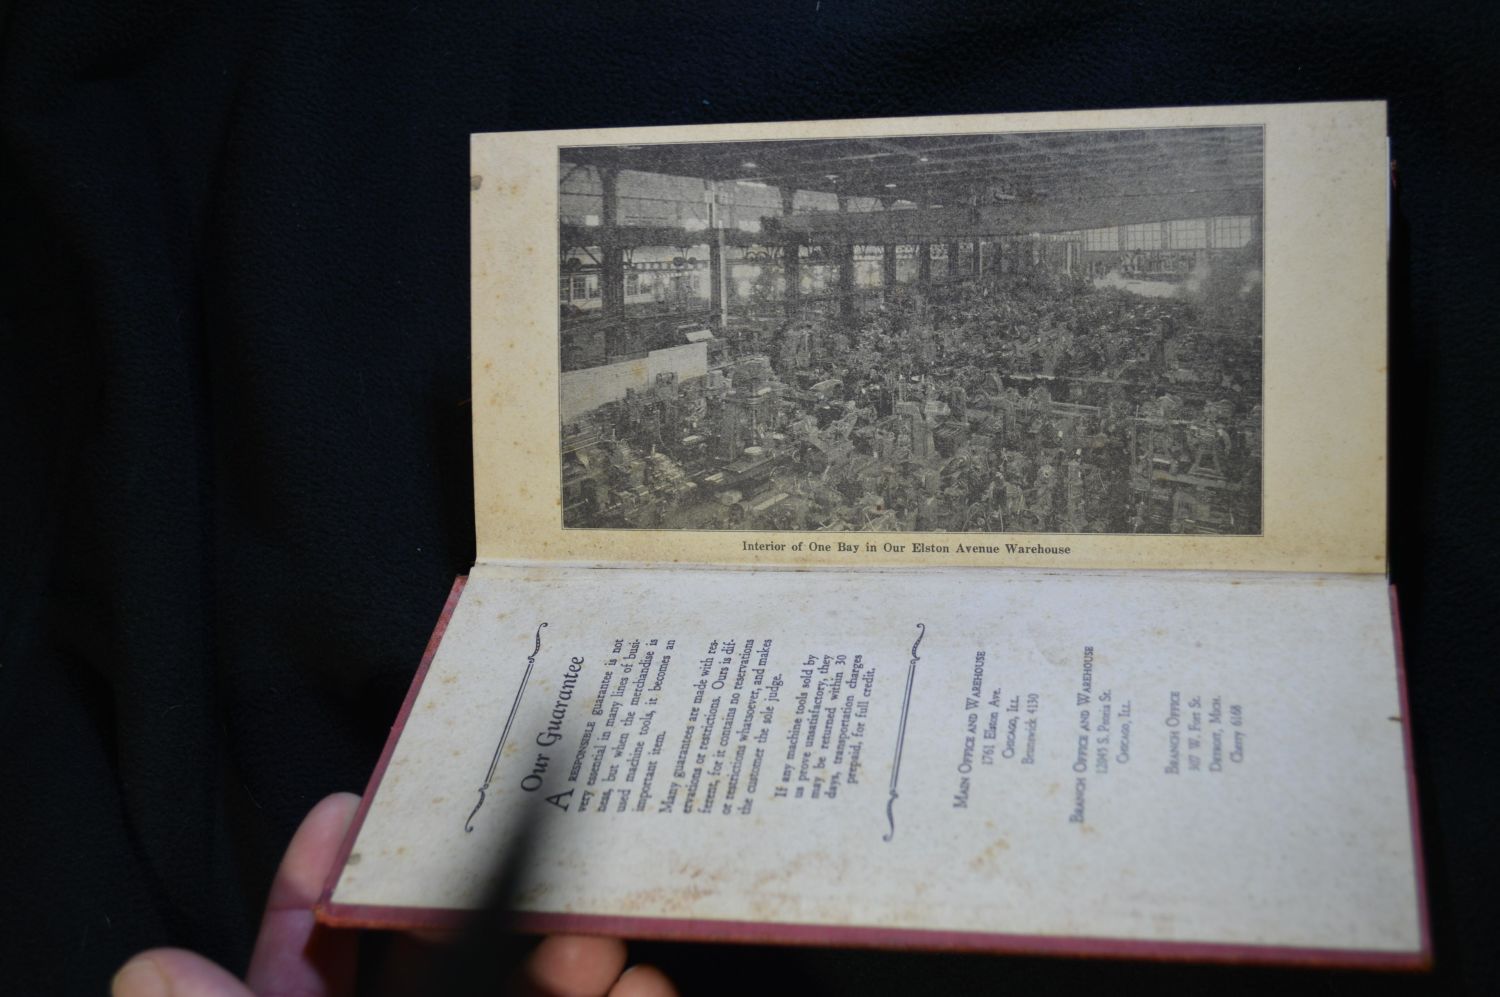 Interior of One Bay in Our Elston Avenue Warehouse
Our Guarantee
A RESPONSIBLE guarantee is not
very essential in many lines of busi-
ness, but when the merchandise is
used machine tools, it becomes an
important item.
Many guarantees are made with res-
ervations or restrictions. Ours is dif-
ferent, for it contains no reservations
or restrictions whatsoever, and makes
the customer the sole judge.
If any machine tools sold by
us prove unsatisfactory, they
may be returned within 30
days, transportation charges
prepaid, for full credit.
MAIN OFFICE AND WAREHOUSE
1761 Elston Ave.
CHICAGO, ILL.
Brunswick 4130
BRANCH OFFICE AND WAREHOUSE
S. Peoria St.
CHICAGO, ILL.
BRANCH OFFICE
307 W. Fort St.
DETROIT, MICH.
Cherry 6168